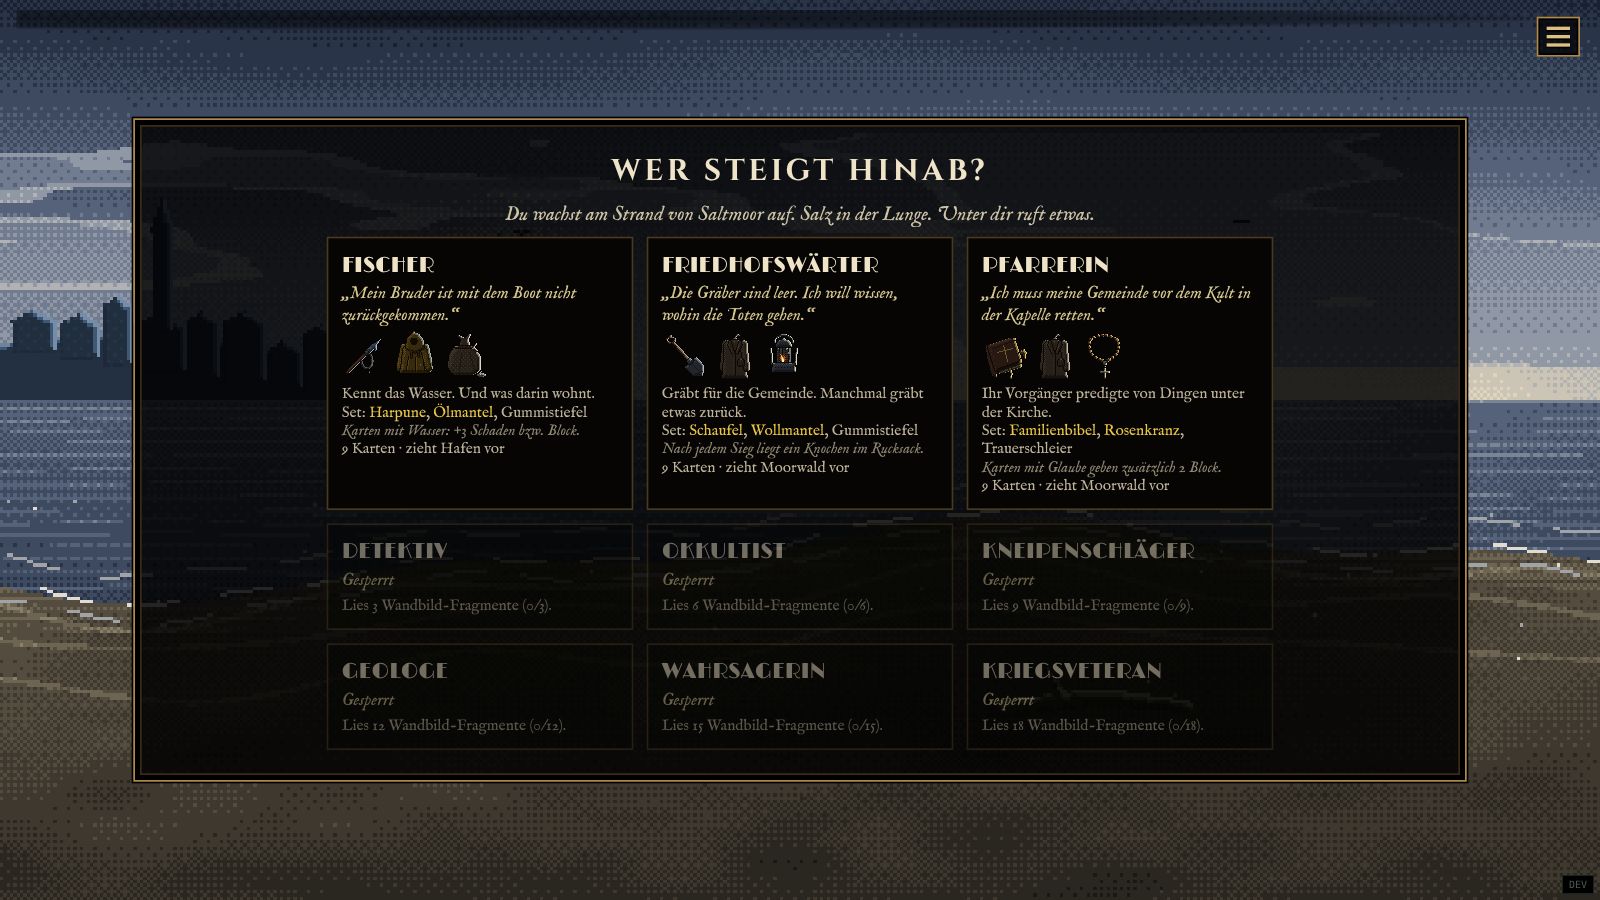 WER STEIGT HINAB?
Du wachst am Strand von Saltmoor auf. Salz in der Lunge. Unter dir ruft etwas.
FISCHER
„Mein Bruder ist mit dem Boot nicht
zurückgekommen.“
Kennt das Wasser. Und was darin wohnt.
Set: Harpune, Ölmantel, Gummistiefel
Karten mit Wasser: +3 Schaden bzw. Block.
9 Karten · zieht Hafen vor
FRIEDHOFSWÄRTER
„Die Gräber sind leer. Ich will wissen,
wohin die Toten gehen.“
Gräbt für die Gemeinde. Manchmal gräbt
etwas zurück.
Set: Schaufel, Wollmantel, Gummistiefel
Nach jedem Sieg liegt ein Knochen im Rucksack.
9 Karten · zieht Moorwald vor
PFARRERIN
„Ich muss meine Gemeinde vor dem Kult in
der Kapelle retten.“
Ihr Vorgänger predigte von Dingen unter
der Kirche.
Set: Familienbibel, Rosenkranz,
Trauerschleier
Karten mit Glaube geben zusätzlich 2 Block.
9 Karten · zieht Moorwald vor
DETEKTIV
Gesperrt
Lies 3 Wandbild-Fragmente (0/3).
OKKULTIST
Gesperrt
Lies 6 Wandbild-Fragmente (0/6).
KNEIPENSCHLÄGER
Gesperrt
Lies 9 Wandbild-Fragmente (0/9).
GEOLOGE
Gesperrt
Lies 12 Wandbild-Fragmente (0/12).
WAHRSAGERIN
Gesperrt
Lies 15 Wandbild-Fragmente (0/15).
KRIEGSVETERAN
Gesperrt
Lies 18 Wandbild-Fragmente (0/18).
DEV